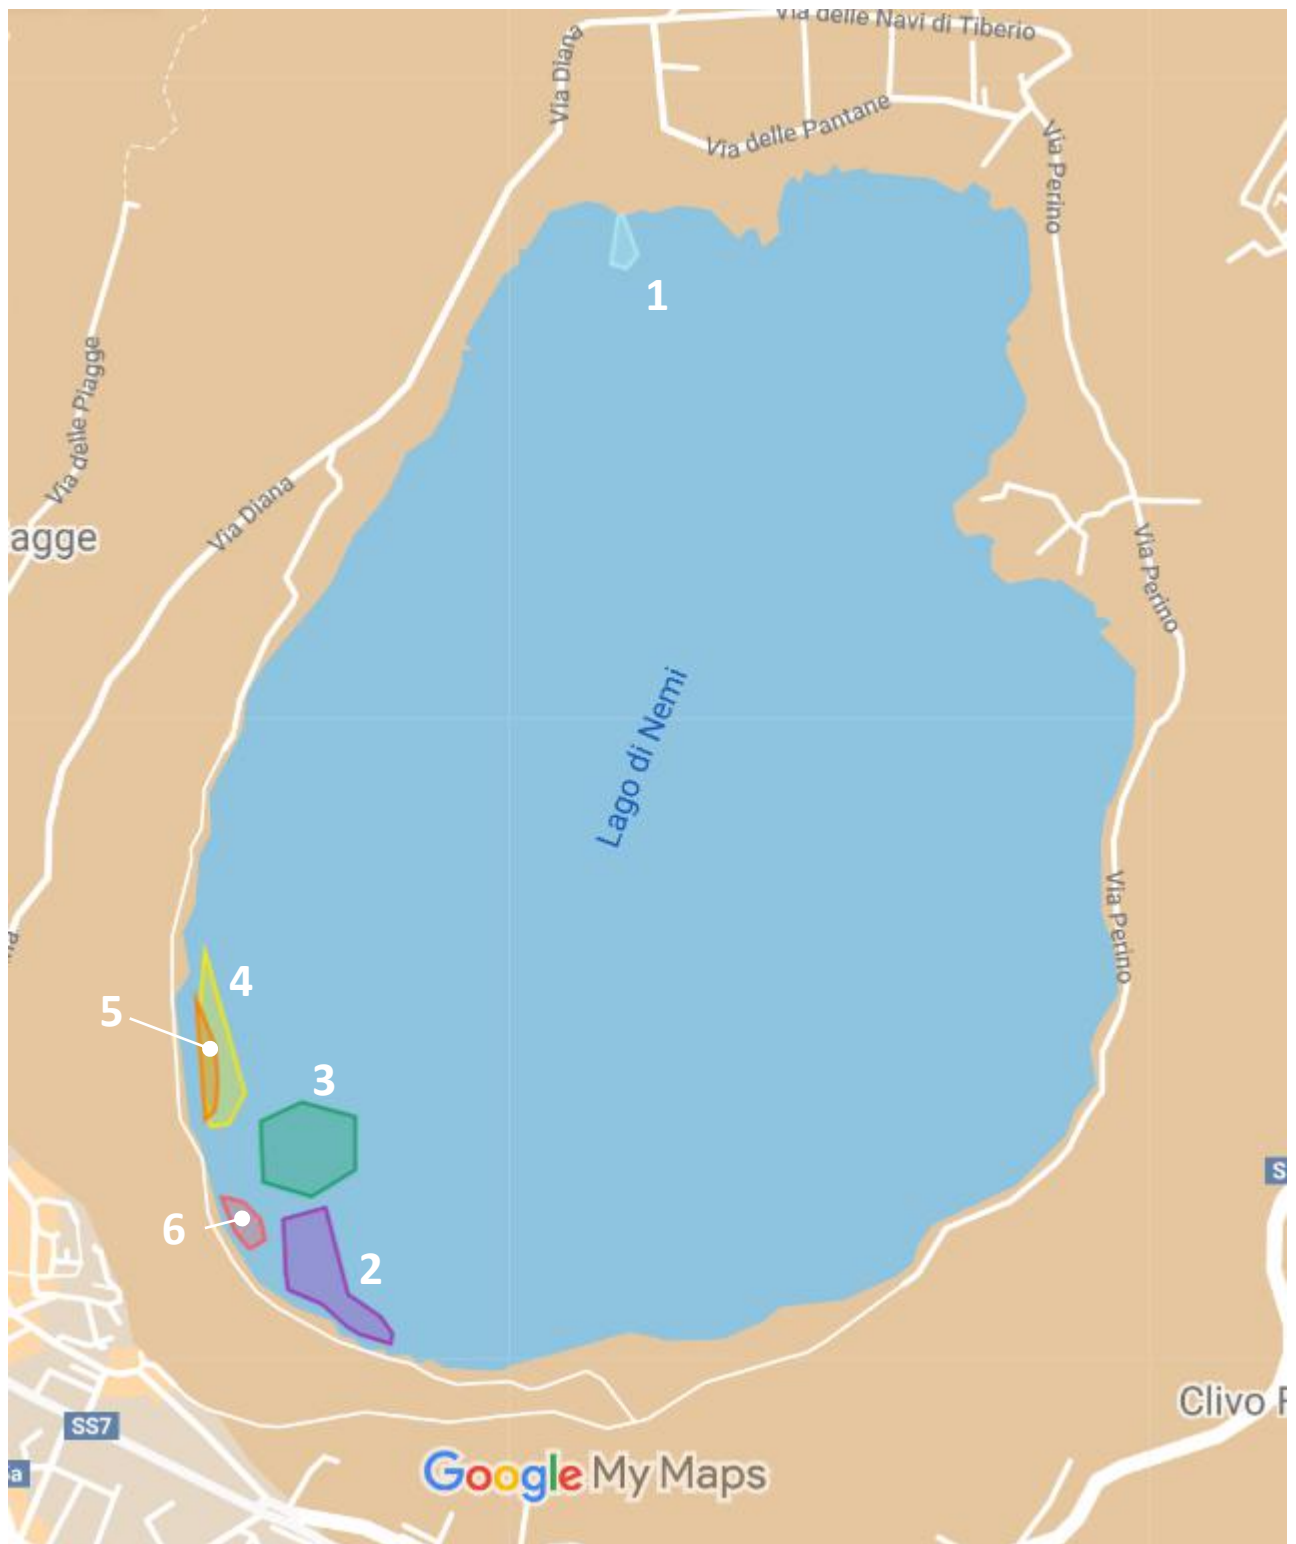 Via delle Navi di Tiberio
Via Diana
Via delle Pantane
Via Perino
1
Via delle Piagge
Via Diana
agge
Via Perino
Lago di Nemi
Via Perino
4
5
3
S
6
2
Clivo
SS7
a
Google My Maps